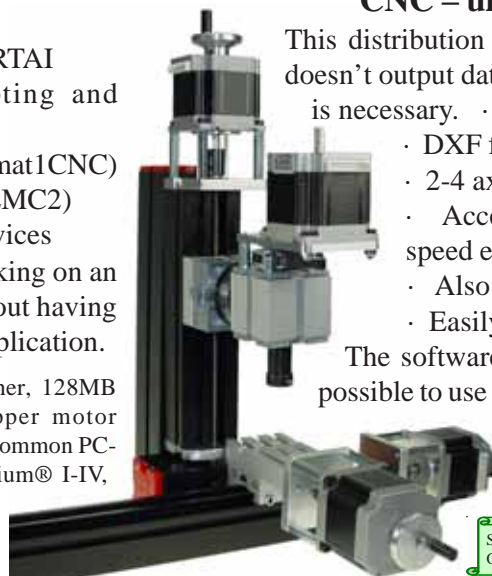 RTAI
ting and
mat1CNC)
MC2)
vices
king on an
out having
plication.
ner, 128MB
pper motor
ommon PC-
ium® I-IV,
CNC – u
This distribution
doesn’t output dat
is necessary. ·
· DXF f
· 2-4 ax
· Acce
speed e
· Also
· Easily
The software
possible to use
S